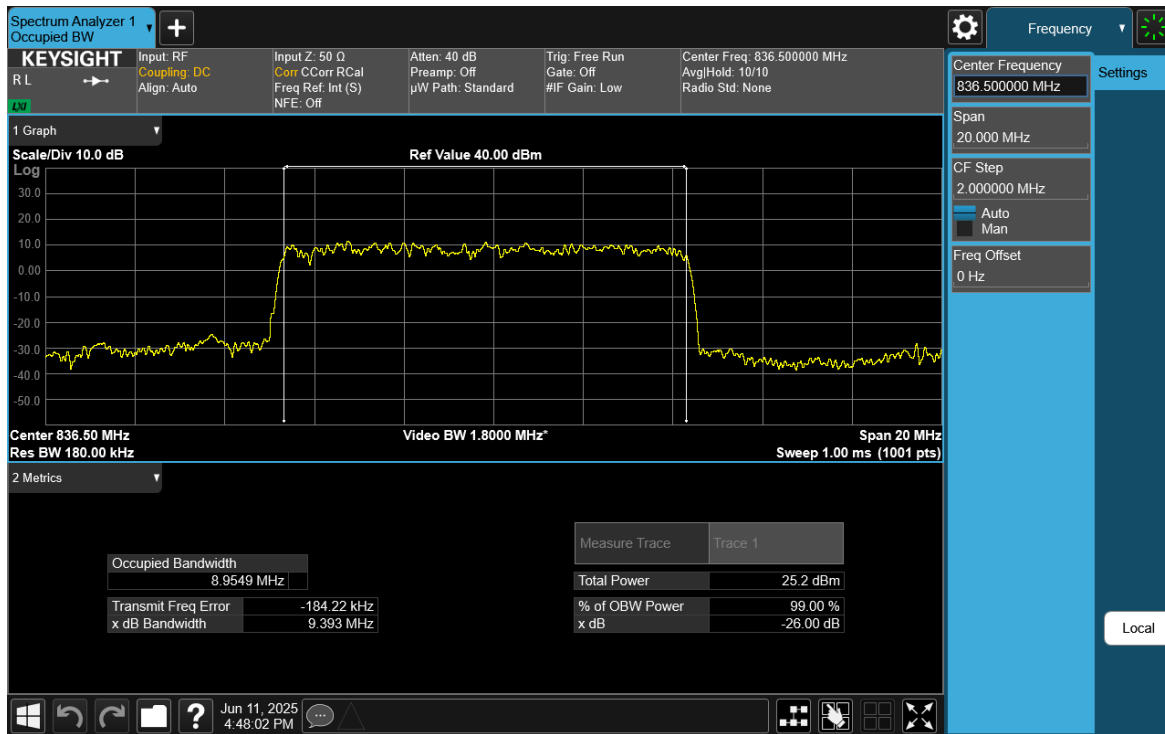 Spectrum Analyzer 1
Occupied BW
+
Frequency
KEYSIGHT
R L
LXI
Input: RF
Coupling: DC
Align: Auto
Input Z: 50 Ω
Corr CCorr RCal
Freq Ref: Int (S)
NFE: Off
Atten: 40 dB
Preamp: Off
µW Path: Standard
Trig: Free Run
Gate: Off
#IF Gain: Low
Center Freq: 836.500000 MHz
Avg|Hold: 10/10
Radio Std: None
Center Frequency
836.500000 MHz
Settings
Span
20.000 MHz
CF Step
2.000000 MHz
Auto
Man
Freq Offset
0 Hz
Local
1 Graph
Scale/Div 10.0 dB
Ref Value 40.00 dBm
Log
30.0
20.0
10.0
0.00
-10.0
-20.0
-30.0
-40.0
-50.0
Center 836.50 MHz
Video BW 1.8000 MHz*
Span 20 MHz
Res BW 180.00 kHz
Sweep 1.00 ms (1001 pts)
2 Metrics
Measure Trace Trace 1
Occupied Bandwidth
8.9549 MHz
Total Power 25.2 dBm
Transmit Freq Error -184.22 kHz
% of OBW Power 99.00 %
x dB Bandwidth 9.393 MHz
x dB -26.00 dB
?
Jun 11, 2025
4:48:02 PM